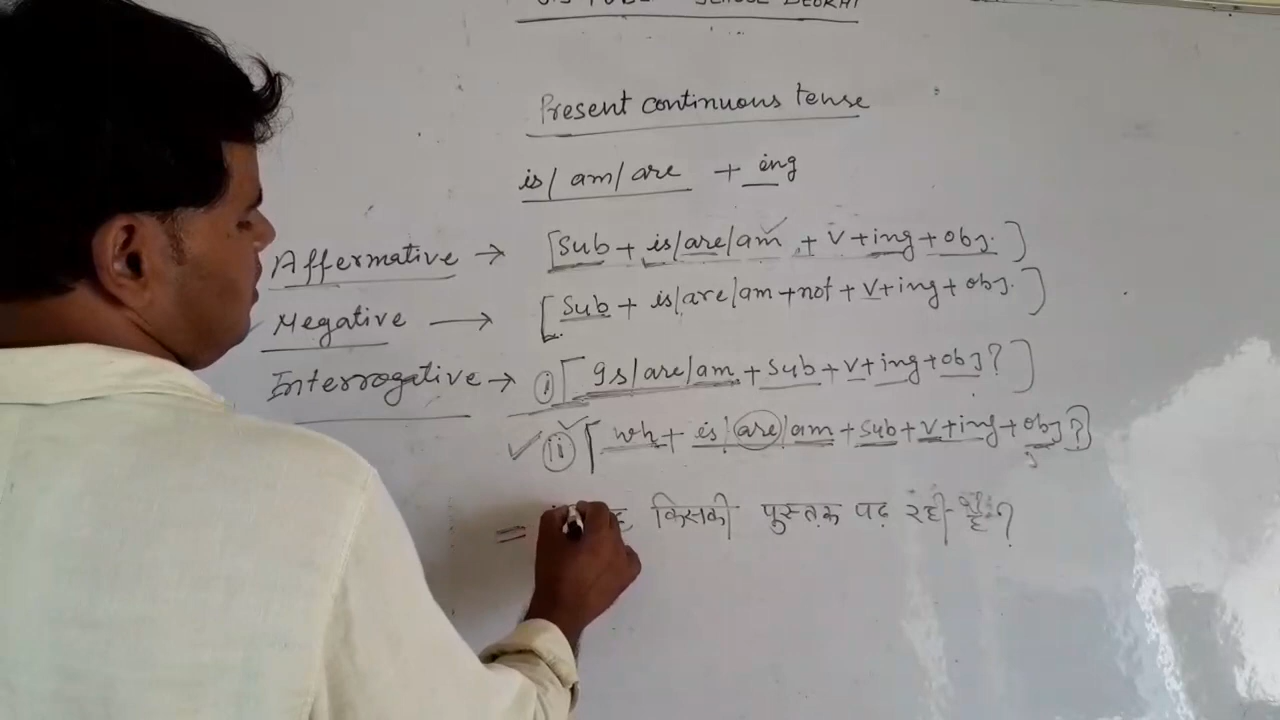 SCHOOL DEORHI
Present continuous tense
is/ am/ are + ing
Affermative → [Sub + is/are/am + V + ing + obj.]
Negative → [Sub + is/are/am + not + V + ing + obj.]
Interrogative → i) [Is/are/am + Sub + V + ing + obj?]
ii) [Wh + is/are/am + sub + V + ing + obj?]
= किसकी पुस्तक पढ़ रही है?